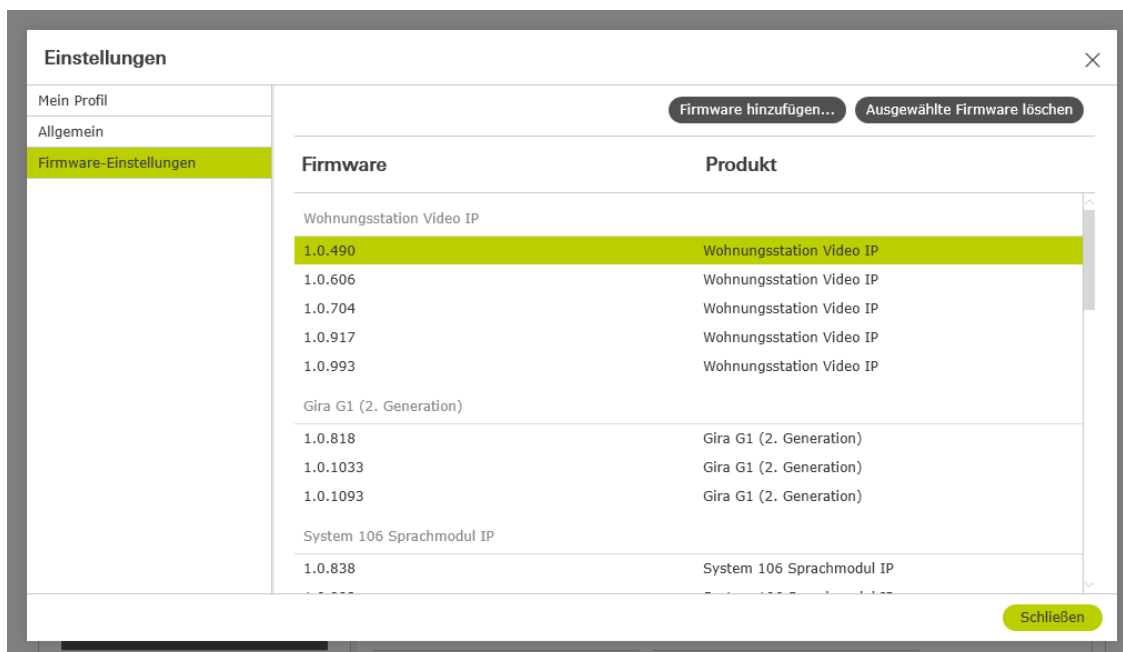 Einstellungen
Mein Profil
Allgemein
Firmware-Einstellungen
Firmware hinzufügen... Ausgewählte Firmware löschen
Firmware Produkt
Wohnungsstation Video IP
1.0.490 Wohnungsstation Video IP
1.0.606 Wohnungsstation Video IP
1.0.704 Wohnungsstation Video IP
1.0.917 Wohnungsstation Video IP
1.0.993 Wohnungsstation Video IP
Gira G1 (2. Generation)
1.0.818 Gira G1 (2. Generation)
1.0.1033 Gira G1 (2. Generation)
1.0.1093 Gira G1 (2. Generation)
System 106 Sprachmodul IP
1.0.838 System 106 Sprachmodul IP
Schließen